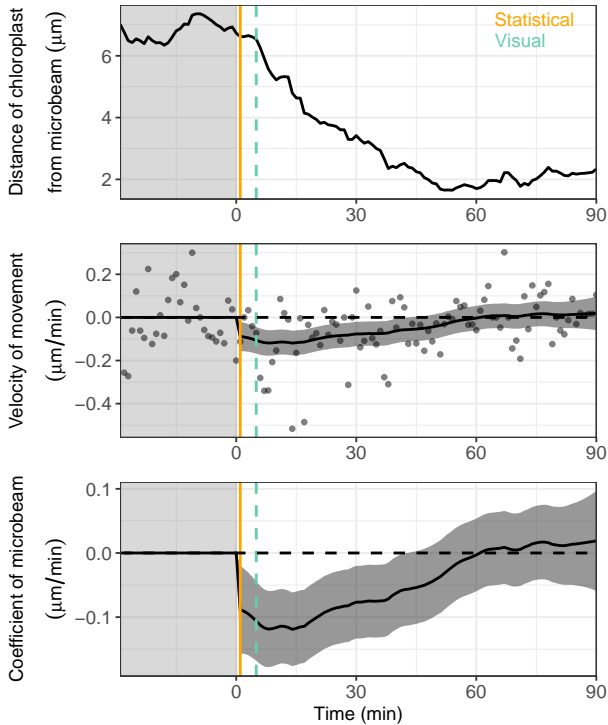 Distance of chloroplast
from microbeam (μm)
Statistical
Visual
6
4
2
0
30
60
90
Velocity of movement
(μm/min)
0.2
0.0
−0.2
−0.4
0
30
60
90
Coefficient of microbeam
(μm/min)
0.1
0.0
−0.1
0
30
60
90
Time (min)